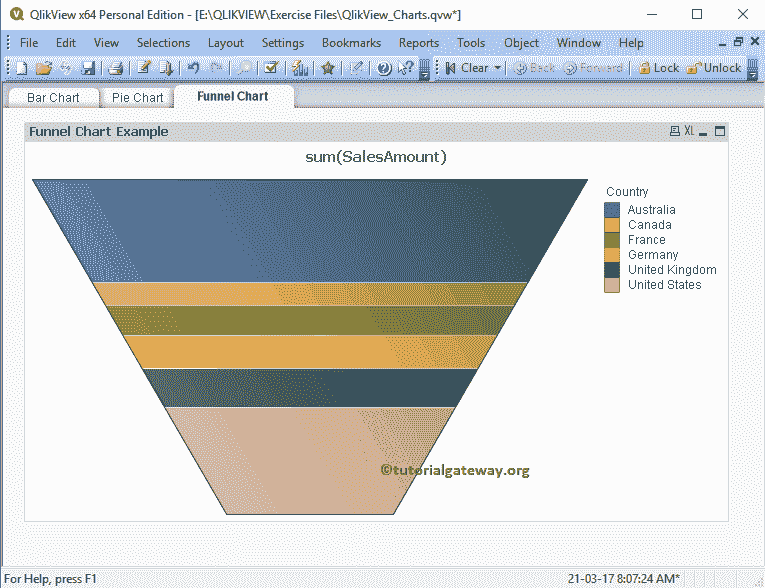 QlikView x64 Personal Edition - [E:\QLIKVIEW\Exercise Files\QlikView_Charts.qvw*]
File Edit View Selections Layout Settings Bookmarks Reports Tools Object Window Help
Clear Back Forward Lock Unlock
Bar Chart Pie Chart Funnel Chart
Funnel Chart Example XL
sum(SalesAmount)
Country
Australia
Canada
France
Germany
United Kingdom
United States
©tutorialgateway.org
For Help, press F1 21-03-17 8:07:24 AM*